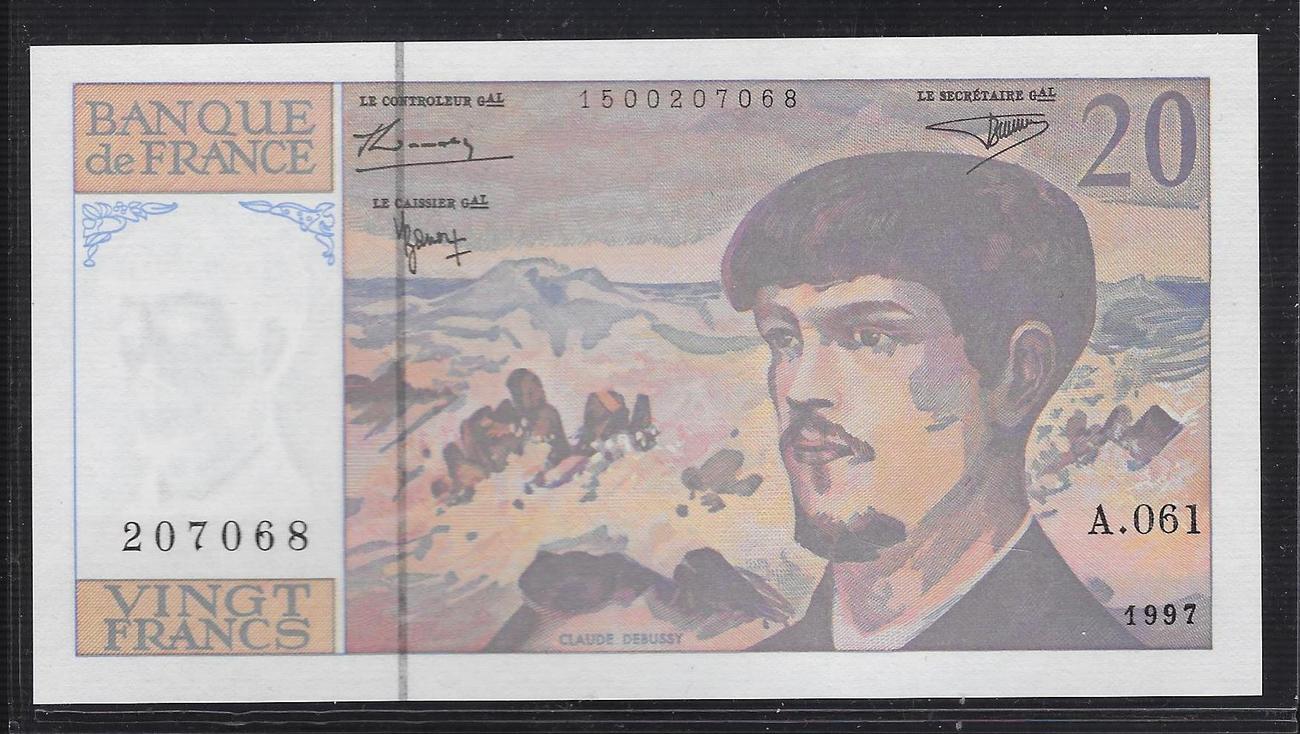 BANQUE
de FRANCE
LE CONTROLEUR GAL
1500207068
LE SECRÉTAIRE GAL
20
LE CAISSIER GAL
207068
A.061
VINGT
FRANCS
1997
CLAUDE DEBUSSY